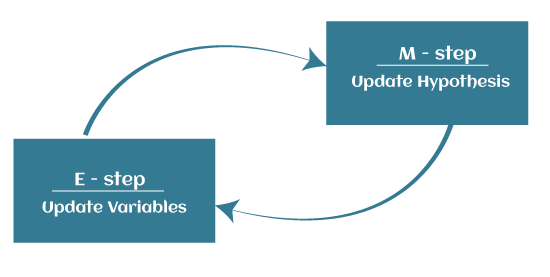 M - step
Update Hypothesis
E - step
Update Variables